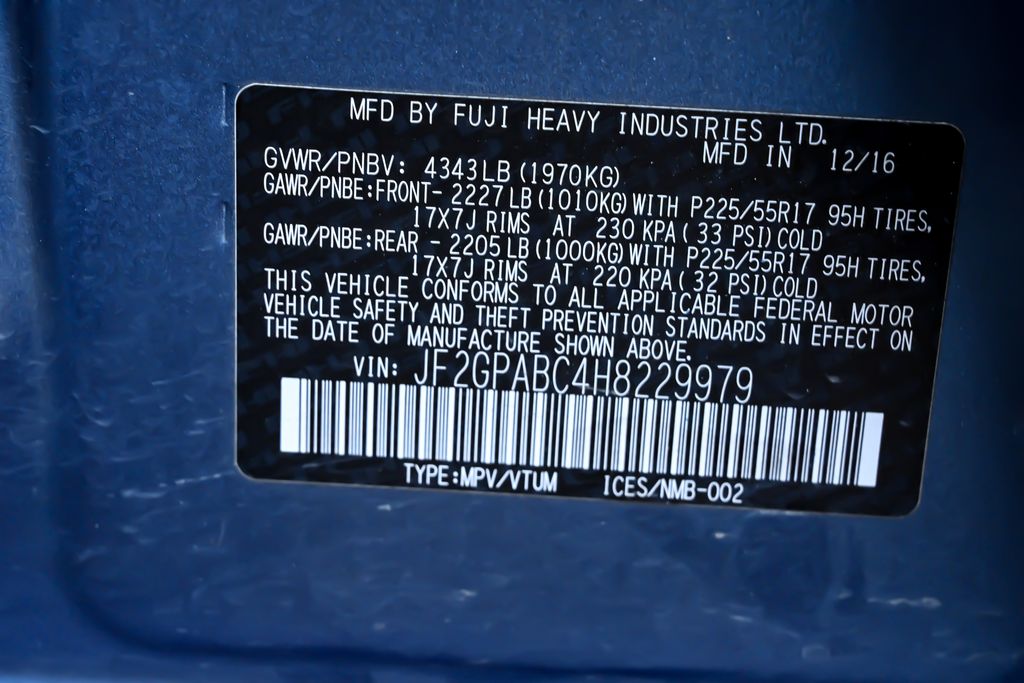 MFD BY FUJI HEAVY INDUSTRIES LTD.
MFD IN 12/16
GVWR/PNBV: 4343LB (1970KG)
GAWR/PNBE:FRONT- 2227LB (1010KG) WITH P225/55R17 95H TIRES,
17X7J RIMS AT 230 KPA ( 33 PSI) COLD
GAWR/PNBE:REAR - 2205LB (1000KG) WITH P225/55R17 95H TIRES,
17X7J RIMS AT 220 KPA ( 32 PSI) COLD
THIS VEHICLE CONFORMS TO ALL APPLICABLE FEDERAL MOTOR
VEHICLE SAFETY AND THEFT PREVENTION STANDARDS IN EFFECT ON
THE DATE OF MANUFACTURE SHOWN ABOVE.
VIN: JF2GPABC4H8229979
TYPE:MPV/VTUM ICES/NMB-002